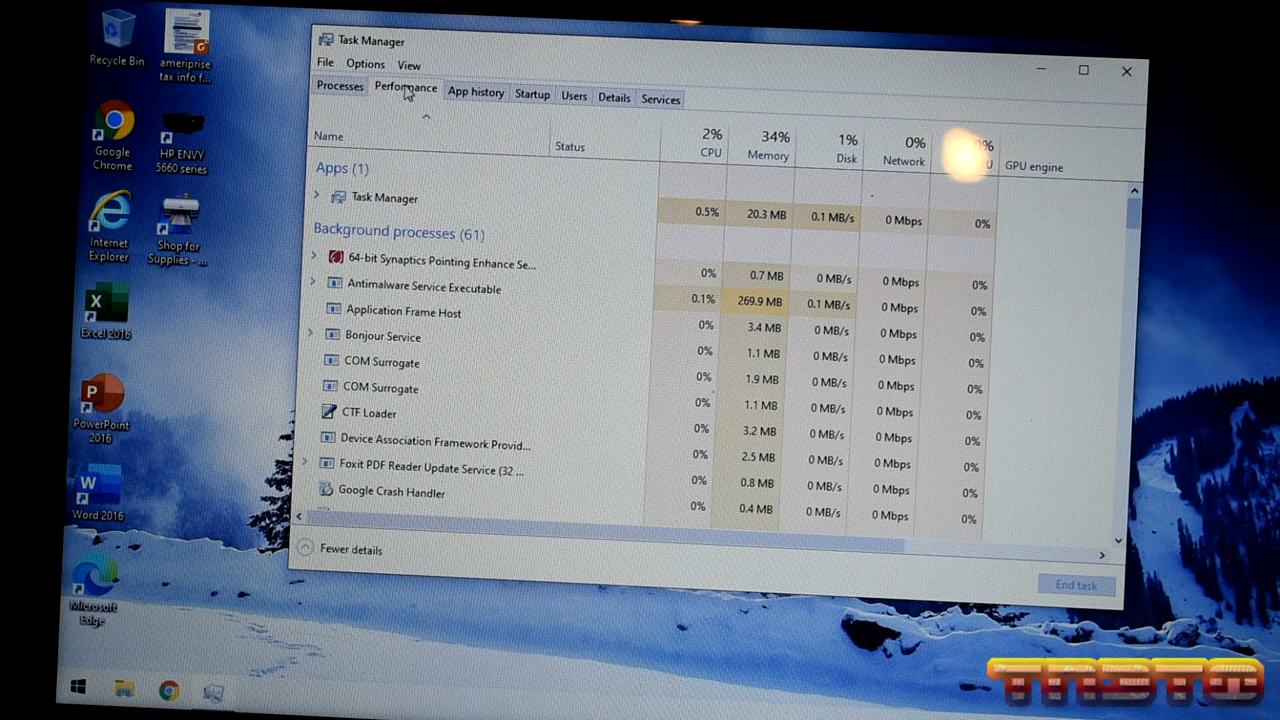 Recycle Bin
ameriprise
tax info f...
Google
Chrome
HP ENVY
5660 series
Internet
Explorer
Shop for
Supplies - ...
Excel 2016
PowerPoint
2016
Word 2016
Microsoft
Edge
Task Manager
File Options View
Processes Performance App history Startup Users Details Services
2% 34% 1% 0%
Name Status CPU Memory Disk Network GPU engine
Apps (1)
Task Manager 0.5% 20.3 MB 0.1 MB/s 0 Mbps 0%
Background processes (61)
64-bit Synaptics Pointing Enhance Se... 0% 0.7 MB 0 MB/s 0 Mbps 0%
Antimalware Service Executable 0.1% 269.9 MB 0.1 MB/s 0 Mbps 0%
Application Frame Host 0% 3.4 MB 0 MB/s 0 Mbps 0%
Bonjour Service 0% 1.1 MB 0 MB/s 0 Mbps 0%
COM Surrogate 0% 1.9 MB 0 MB/s 0 Mbps 0%
COM Surrogate 0% 1.1 MB 0 MB/s 0 Mbps 0%
CTF Loader 0% 3.2 MB 0 MB/s 0 Mbps 0%
Device Association Framework Provid... 0% 2.5 MB 0 MB/s 0 Mbps 0%
Foxit PDF Reader Update Service (32 ... 0% 0.8 MB 0 MB/s 0 Mbps 0%
Google Crash Handler 0% 0.4 MB 0 MB/s 0 Mbps 0%
Fewer details
End task